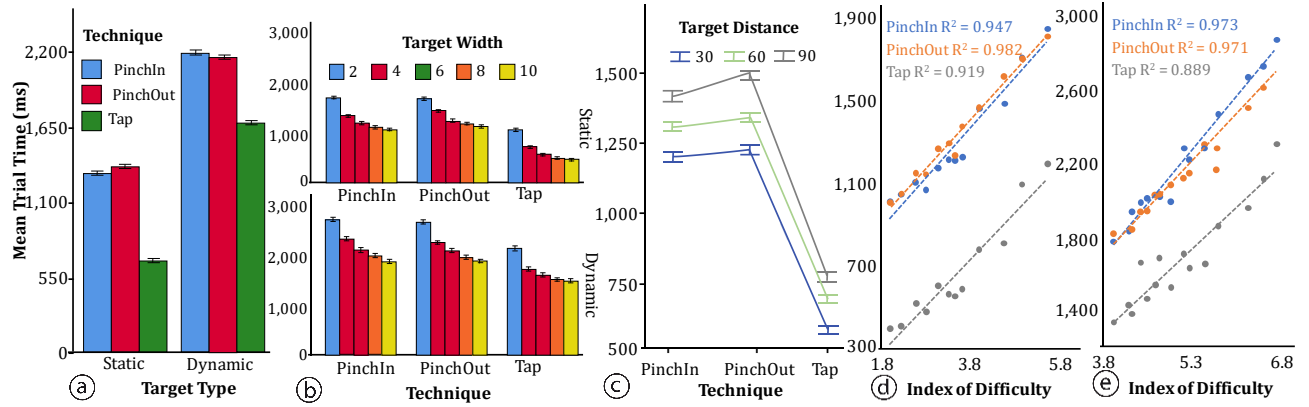 Mean Trial Time (ms)
2,200
1,650
1,100
550
0
Technique
PinchIn
PinchOut
Tap
Static
Dynamic
a
Target Type
3,000
2,000
1,000
0
Target Width
2 4 6 8 10
Static
PinchIn PinchOut Tap
3,000
2,000
1,000
0
Dynamic
PinchIn PinchOut Tap
b
Technique
Target Distance
30 60 90
1,500
1,250
1,000
750
500
PinchIn PinchOut Tap
c
Technique
1,900
1,500
1,100
700
300
PinchIn R² = 0.947
PinchOut R² = 0.982
Tap R² = 0.919
1.8 3.8 5.8
d
Index of Difficulty
3,000
2,600
2,200
1,800
1,400
PinchIn R² = 0.973
PinchOut R² = 0.971
Tap R² = 0.889
3.8 5.3 6.8
e
Index of Difficulty